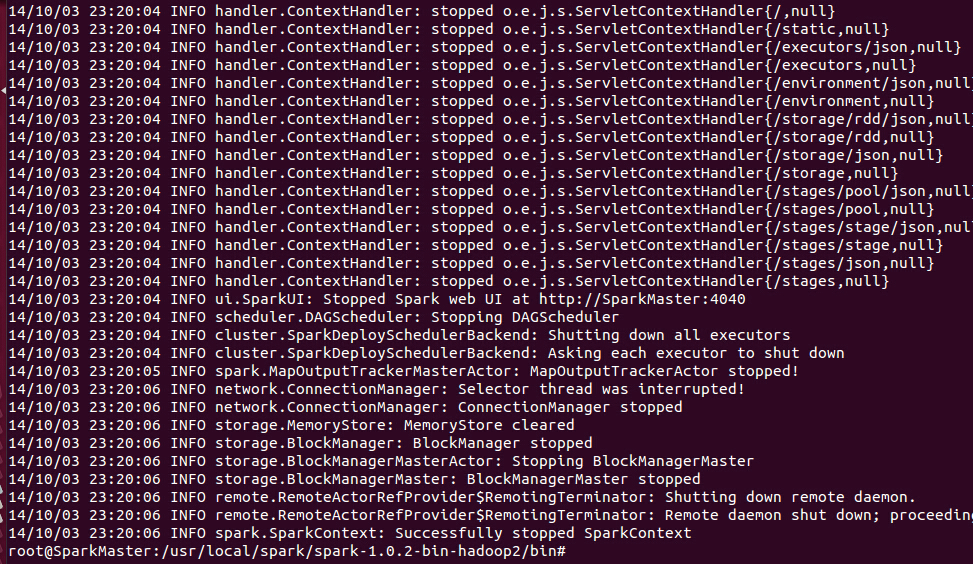 14/10/03 23:20:04 INFO handler.ContextHandler: stopped o.e.j.s.ServletContextHandler{/,null}
14/10/03 23:20:04 INFO handler.ContextHandler: stopped o.e.j.s.ServletContextHandler{/static,null}
14/10/03 23:20:04 INFO handler.ContextHandler: stopped o.e.j.s.ServletContextHandler{/executors/json,null}
14/10/03 23:20:04 INFO handler.ContextHandler: stopped o.e.j.s.ServletContextHandler{/executors,null}
14/10/03 23:20:04 INFO handler.ContextHandler: stopped o.e.j.s.ServletContextHandler{/environment/json,null}
14/10/03 23:20:04 INFO handler.ContextHandler: stopped o.e.j.s.ServletContextHandler{/environment,null}
14/10/03 23:20:04 INFO handler.ContextHandler: stopped o.e.j.s.ServletContextHandler{/storage/rdd/json,null}
14/10/03 23:20:04 INFO handler.ContextHandler: stopped o.e.j.s.ServletContextHandler{/storage/rdd,null}
14/10/03 23:20:04 INFO handler.ContextHandler: stopped o.e.j.s.ServletContextHandler{/storage/json,null}
14/10/03 23:20:04 INFO handler.ContextHandler: stopped o.e.j.s.ServletContextHandler{/storage,null}
14/10/03 23:20:04 INFO handler.ContextHandler: stopped o.e.j.s.ServletContextHandler{/stages/pool/json,null}
14/10/03 23:20:04 INFO handler.ContextHandler: stopped o.e.j.s.ServletContextHandler{/stages/pool,null}
14/10/03 23:20:04 INFO handler.ContextHandler: stopped o.e.j.s.ServletContextHandler{/stages/stage/json,null
14/10/03 23:20:04 INFO handler.ContextHandler: stopped o.e.j.s.ServletContextHandler{/stages/stage,null}
14/10/03 23:20:04 INFO handler.ContextHandler: stopped o.e.j.s.ServletContextHandler{/stages/json,null}
14/10/03 23:20:04 INFO handler.ContextHandler: stopped o.e.j.s.ServletContextHandler{/stages,null}
14/10/03 23:20:04 INFO ui.SparkUI: Stopped Spark web UI at http://SparkMaster:4040
14/10/03 23:20:04 INFO scheduler.DAGScheduler: Stopping DAGScheduler
14/10/03 23:20:04 INFO cluster.SparkDeploySchedulerBackend: Shutting down all executors
14/10/03 23:20:04 INFO cluster.SparkDeploySchedulerBackend: Asking each executor to shut down
14/10/03 23:20:05 INFO spark.MapOutputTrackerMasterActor: MapOutputTrackerActor stopped!
14/10/03 23:20:06 INFO network.ConnectionManager: Selector thread was interrupted!
14/10/03 23:20:06 INFO network.ConnectionManager: ConnectionManager stopped
14/10/03 23:20:06 INFO storage.MemoryStore: MemoryStore cleared
14/10/03 23:20:06 INFO storage.BlockManager: BlockManager stopped
14/10/03 23:20:06 INFO storage.BlockManagerMasterActor: Stopping BlockManagerMaster
14/10/03 23:20:06 INFO storage.BlockManagerMaster: BlockManagerMaster stopped
14/10/03 23:20:06 INFO remote.RemoteActorRefProvider$RemotingTerminator: Shutting down remote daemon.
14/10/03 23:20:06 INFO remote.RemoteActorRefProvider$RemotingTerminator: Remote daemon shut down; proceeding
14/10/03 23:20:06 INFO spark.SparkContext: Successfully stopped SparkContext
root@SparkMaster:/usr/local/spark/spark-1.0.2-bin-hadoop2/bin#